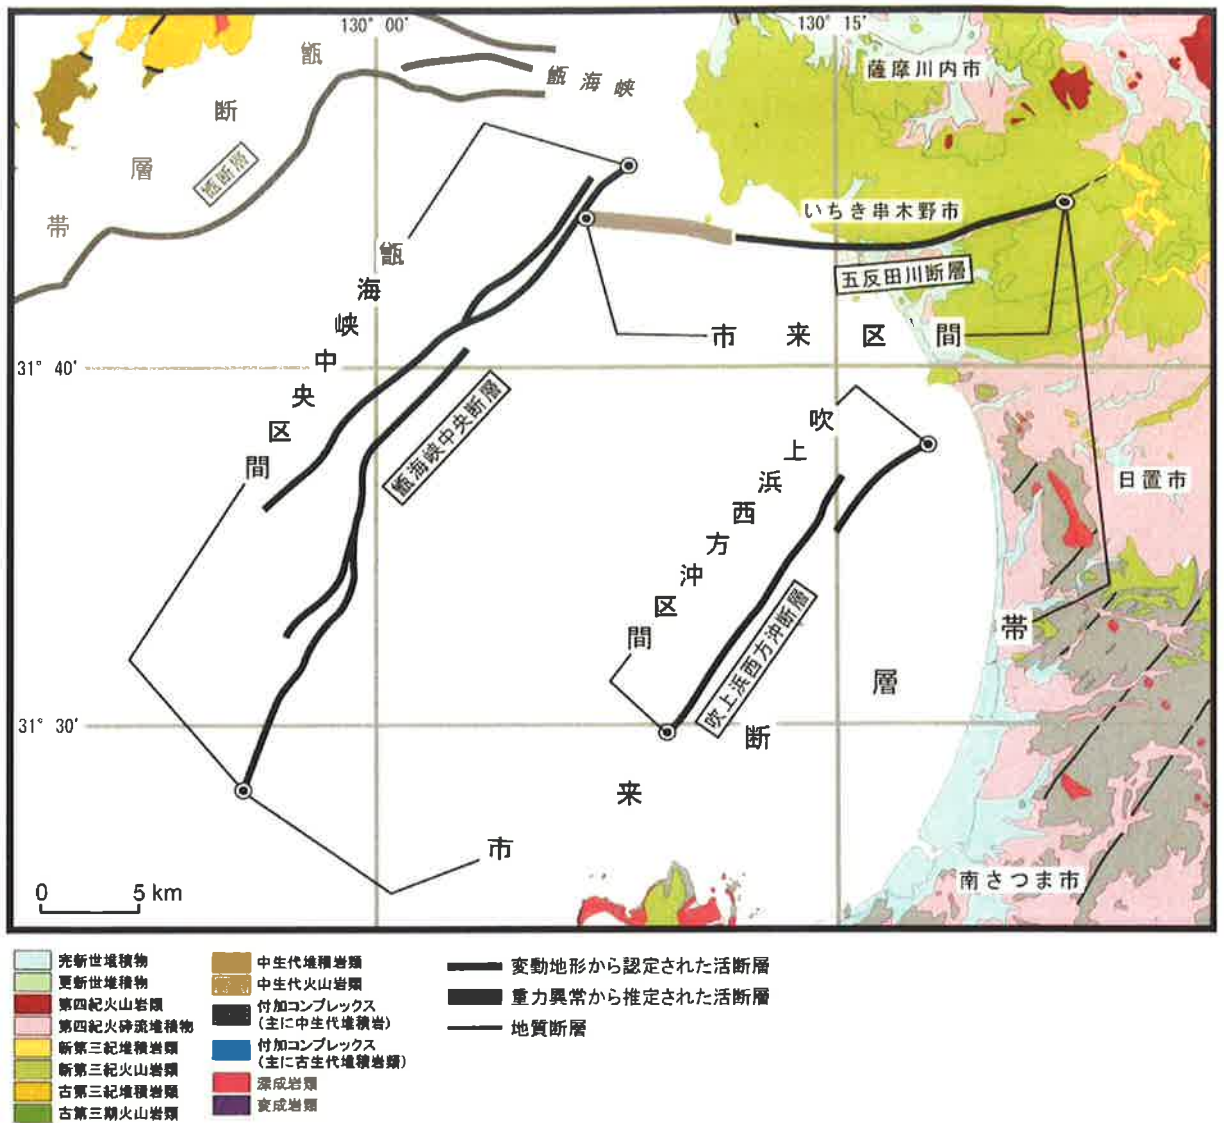 130° 00′
130° 15′
甑断層帯
甑海峡
薩摩川内市
甑断層
いちき串木野市
五反田川断層
市来区間
甑海峡中央区間
31° 40′
甑海峡中央断層
吹上浜西方沖区間
日置市
吹上浜西方沖断層
31° 30′
市来断層帯
南さつま市
0 5 km
完新世堆積物
更新世堆積物
第四紀火山岩類
第四紀火砕流堆積物
新第三紀堆積岩類
新第三紀火山岩類
古第三紀堆積岩類
古第三期火山岩類
中生代堆積岩類
中生代火山岩類
付加コンプレックス
(主に中生代堆積岩)
付加コンプレックス
(主に古生代堆積岩類)
深成岩類
変成岩類
変動地形から認定された活断層
重力異常から推定された活断層
地質断層